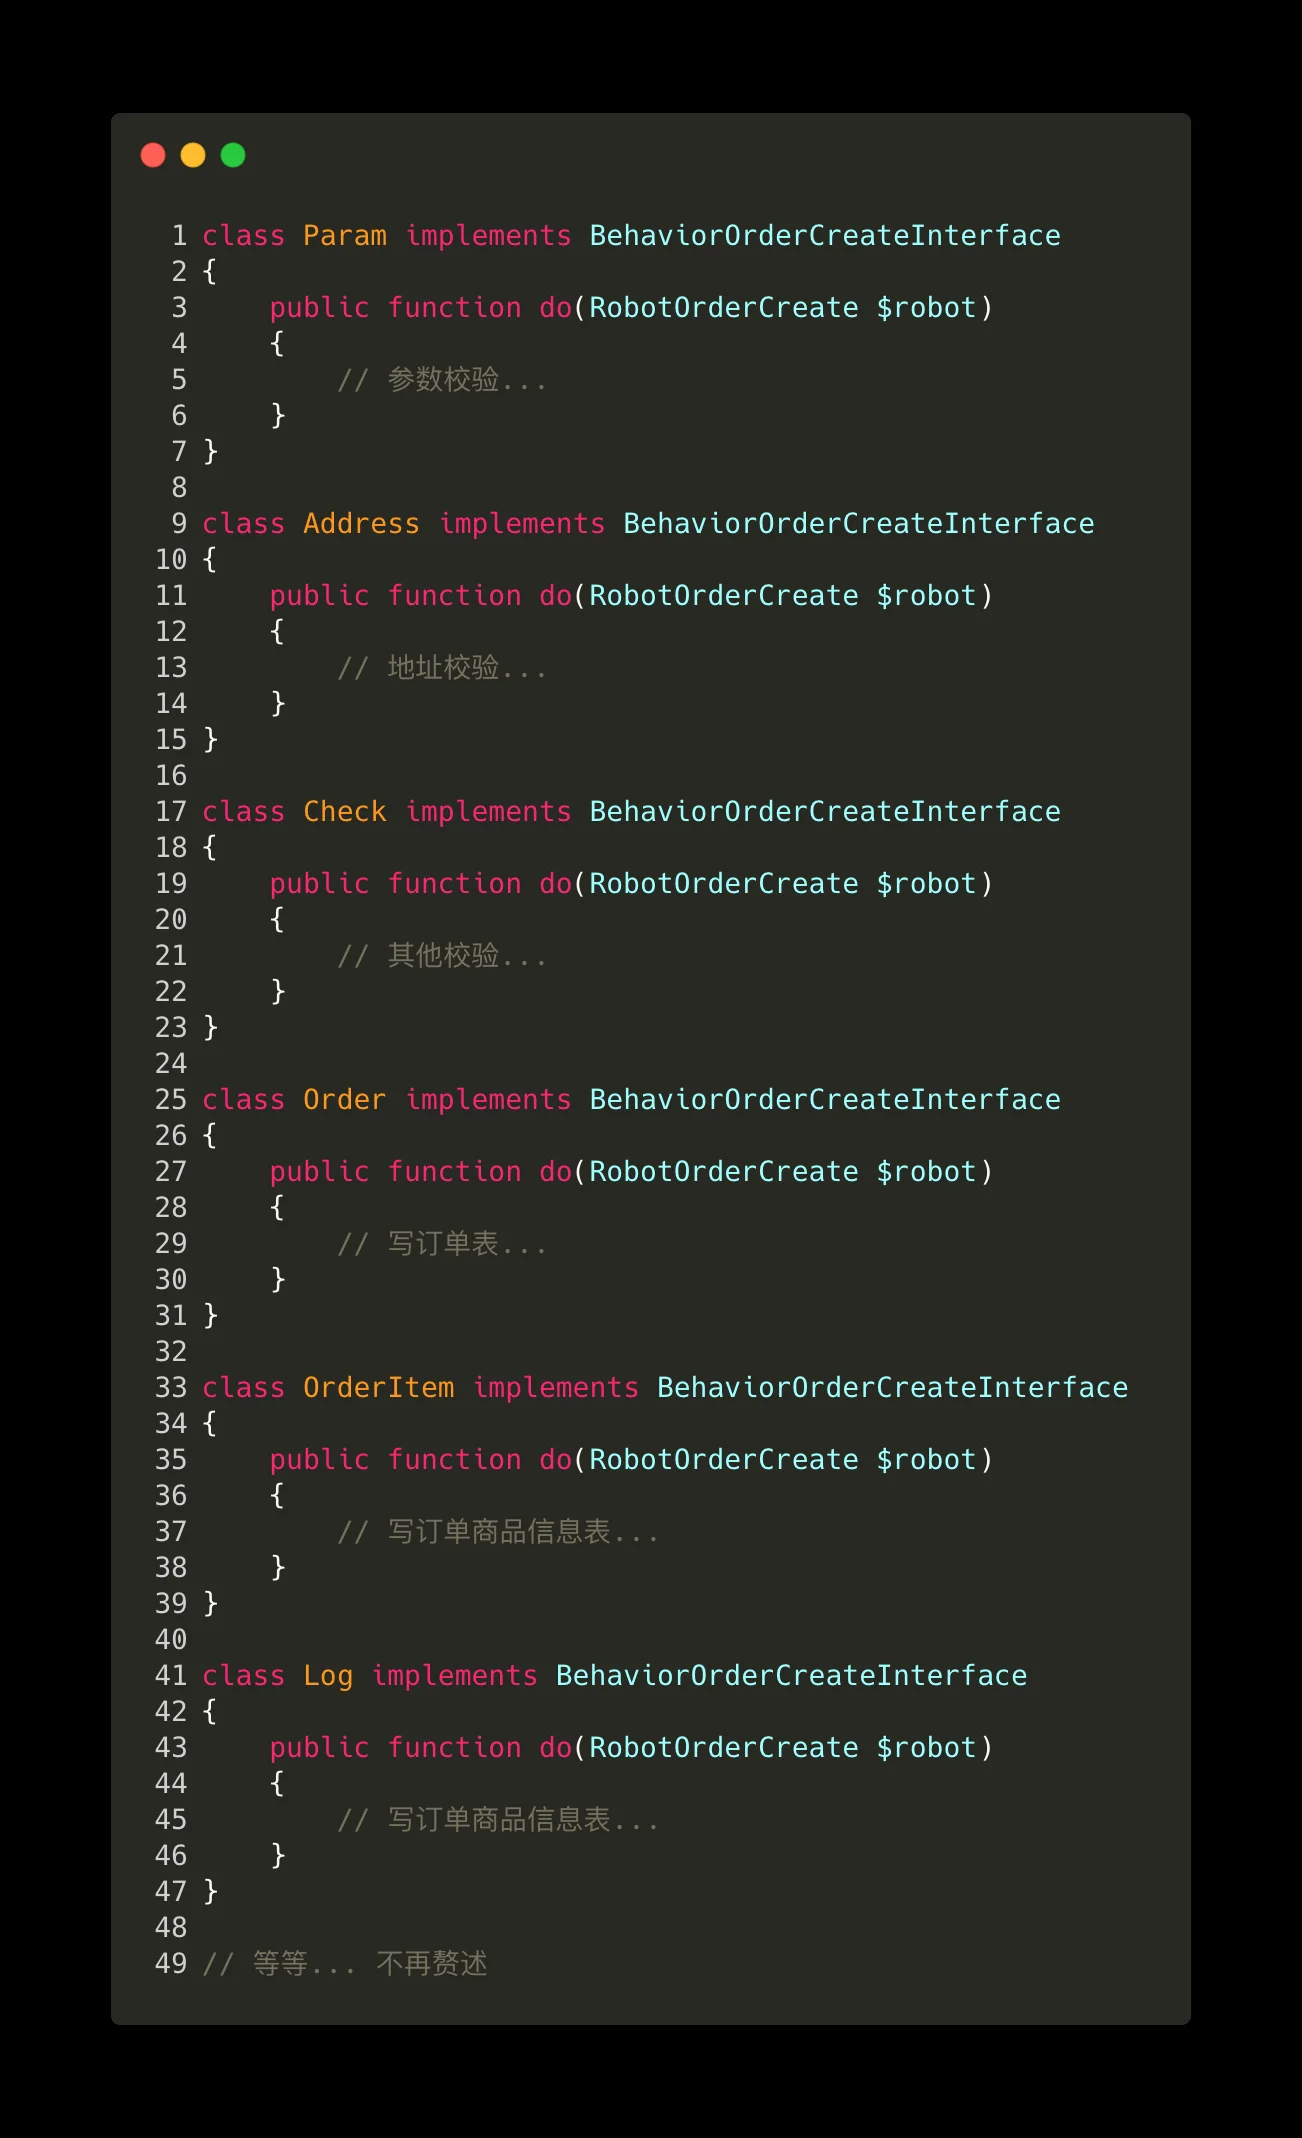 1 class Param implements BehaviorOrderCreateInterface
2 {
3     public function do(RobotOrderCreate $robot)
4     {
5         // 参数校验...
6     }
7 }
8
9 class Address implements BehaviorOrderCreateInterface
10 {
11     public function do(RobotOrderCreate $robot)
12     {
13         // 地址校验...
14     }
15 }
16
17 class Check implements BehaviorOrderCreateInterface
18 {
19     public function do(RobotOrderCreate $robot)
20     {
21         // 其他校验...
22     }
23 }
24
25 class Order implements BehaviorOrderCreateInterface
26 {
27     public function do(RobotOrderCreate $robot)
28     {
29         // 写订单表...
30     }
31 }
32
33 class OrderItem implements BehaviorOrderCreateInterface
34 {
35     public function do(RobotOrderCreate $robot)
36     {
37         // 写订单商品信息表...
38     }
39 }
40
41 class Log implements BehaviorOrderCreateInterface
42 {
43     public function do(RobotOrderCreate $robot)
44     {
45         // 写订单商品信息表...
46     }
47 }
48
49 // 等等... 不再赘述